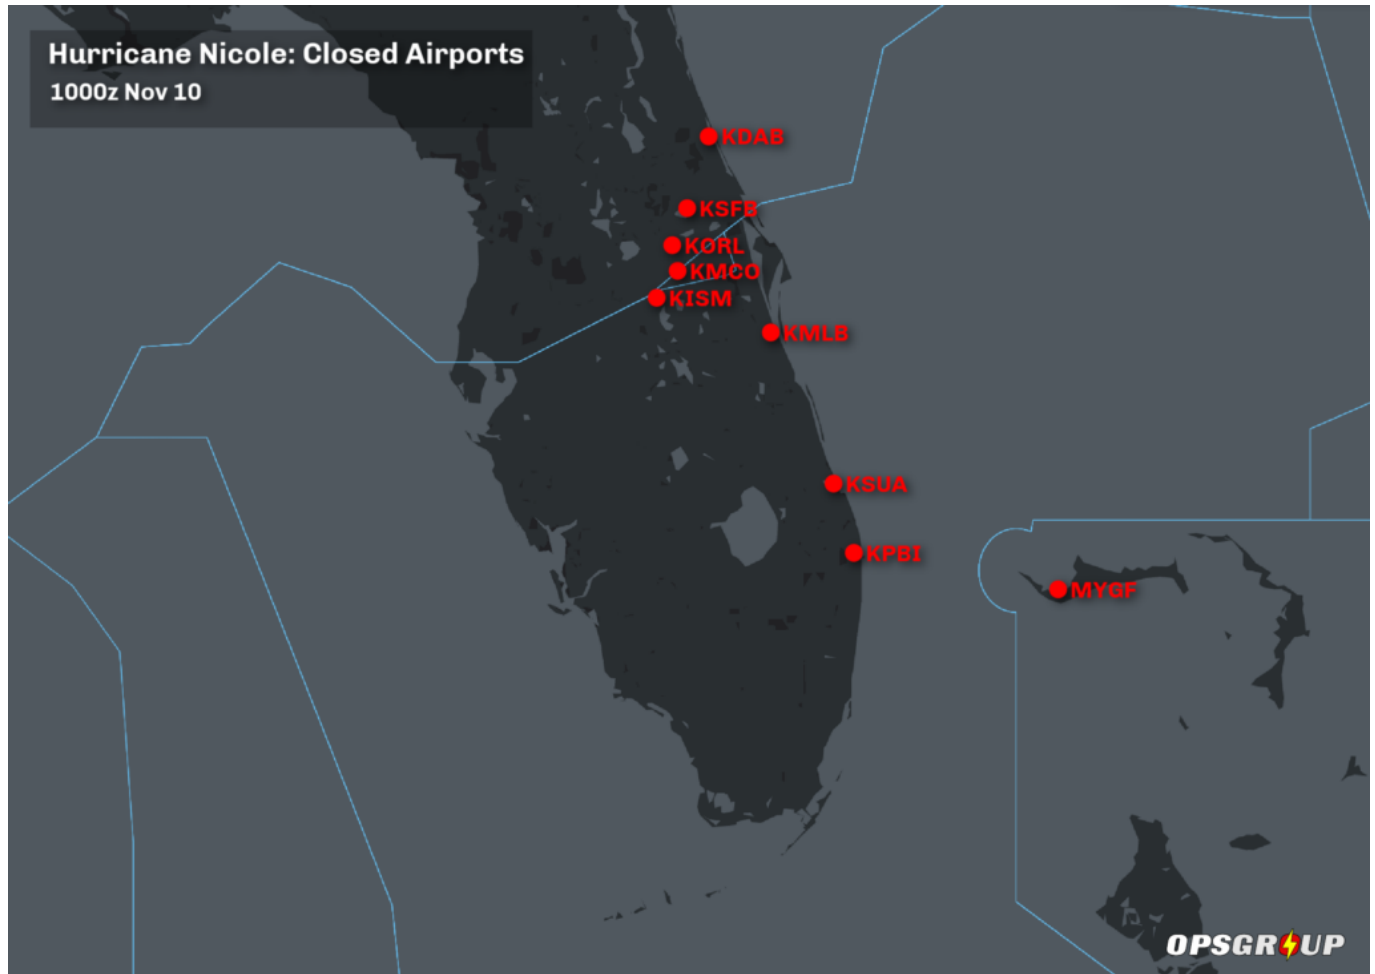 Hurricane Nicole: Closed Airports
1000z Nov 10
KDAB
KSFB
KORL
KMCO
KISM
KMLB
KSUA
KPBI
MYGF
OPSGROUP